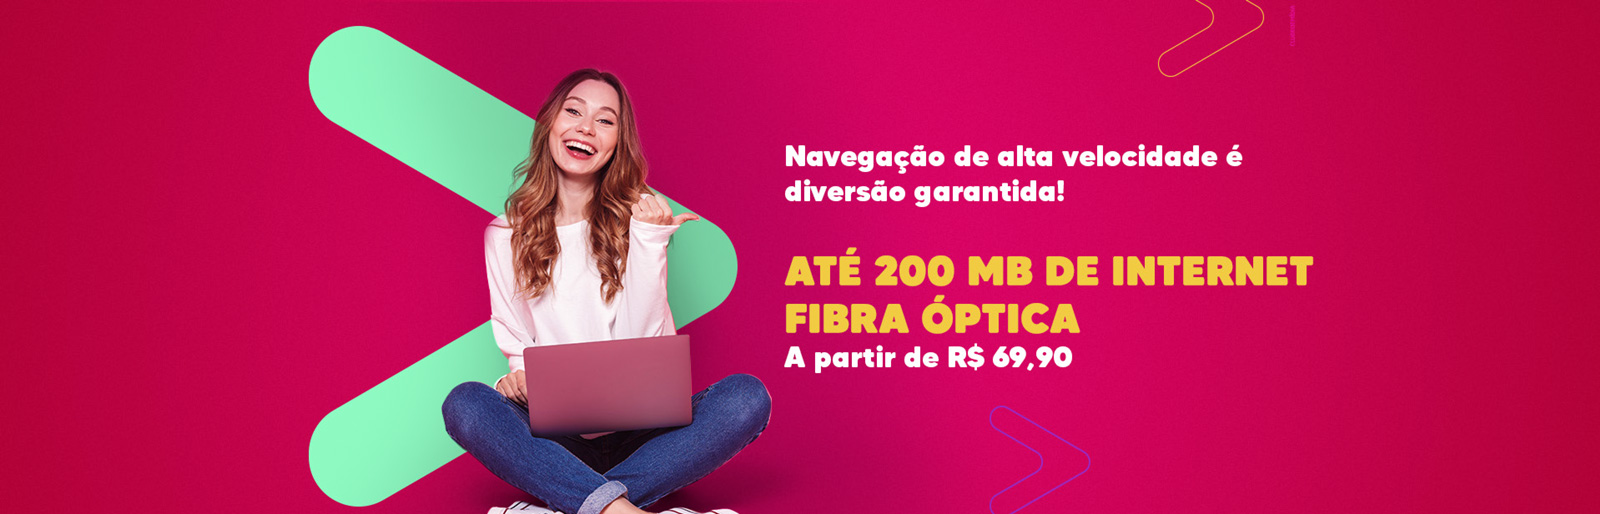 Navegação de alta velocidade é
diversão garantida!
ATÉ 200 MB DE INTERNET
FIBRA ÓPTICA
A partir de R$ 69,90